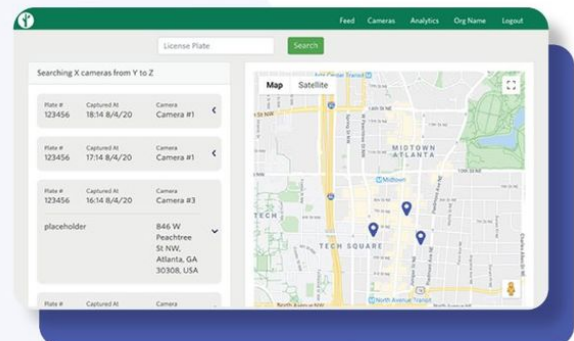 Feed Cameras Analytics Org Name Logout
License Plate Search
Searching X cameras from Y to Z
Plate # Captured At Camera
123456 18:14 8/4/20 Camera #1
Plate # Captured At Camera
123456 17:14 8/4/20 Camera #1
Plate # Captured At Camera
123456 16:14 8/4/20 Camera #3
placeholder 846 W
Peachtree
St NW,
Atlanta, GA
30308, USA
Plate # Captured At Camera
Map Satellite
MIDTOWN
ATLANTA
Midtown
TECH
TECH SQUARE
North Avenue Transit